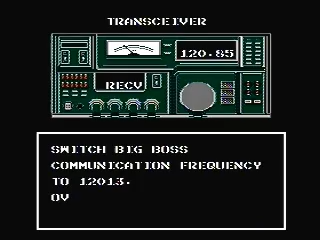 TRANSCEIVER
120.85
RECV
SWITCH BIG BOSS
COMMUNICATION FREQUENCY
TO 12013.
OV